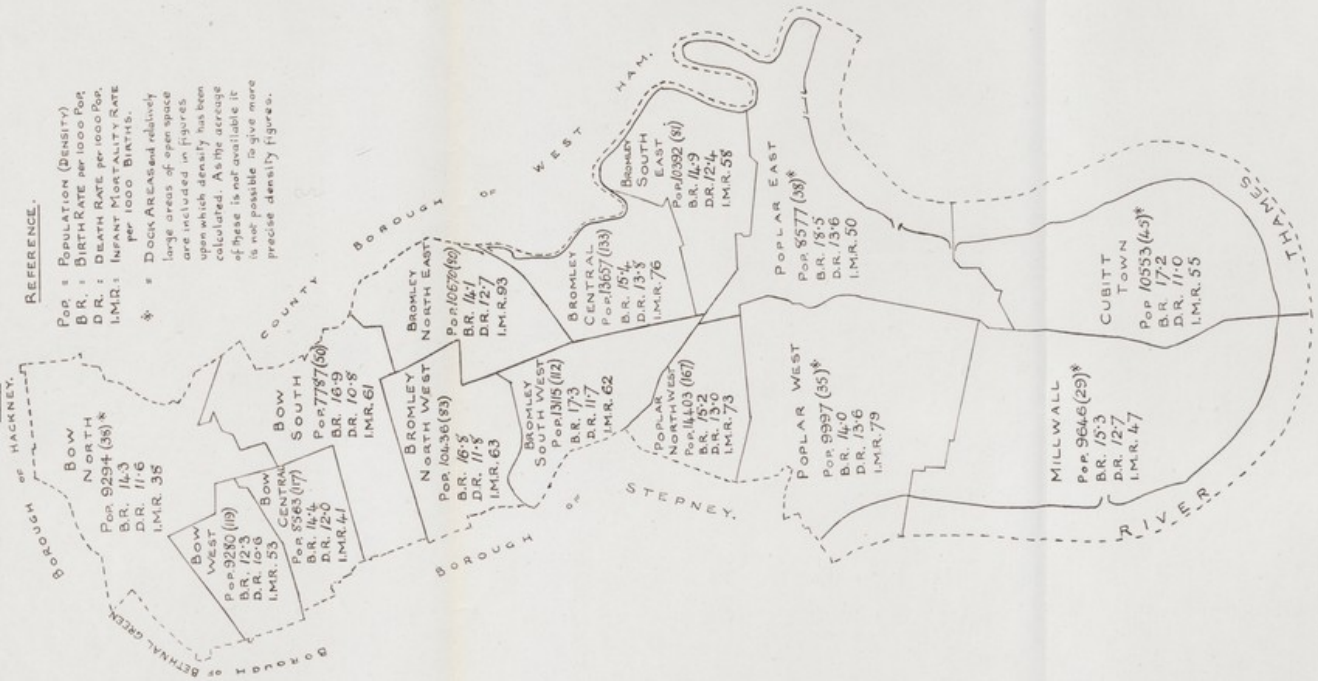 REFERENCE.
POP. = POPULATION (DENSITY)
B.R. = BIRTH RATE per 1000 POP.
D.R. = DEATH RATE per 1000 POP.
I.M.R. = INFANT MORTALITY RATE
per 1000 BIRTHS.
* = DOCK AREAS and relatively
large areas of open space
are included in figures
upon which density has been
calculated. As the acreage
of these is not available it
is not possible to give more
precise density figures.
BOROUGH OF HACKNEY.
BOROUGH OF BETHNAL GREEN
COUNTY BOROUGH OF WEST HAM.
BOROUGH OF STEPNEY.
RIVER THAMES
BOW
NORTH
POP. 9294 (38)*
B.R. 14.3
D.R. 11.6
I.M.R. 38
BOW
WEST
POP. 9280 (119)
B.R. 12.3
D.R. 10.6
I.M.R. 53
BOW
CENTRAL
POP. 8563 (117)
B.R. 14.4
D.R. 12.0
I.M.R. 41
BOW
SOUTH
POP. 7787 (50)
B.R. 16.9
D.R. 10.8
I.M.R. 61
BROMLEY
NORTH WEST
POP. 10436 (83)
B.R. 16.8
D.R. 11.8
I.M.R. 63
BROMLEY
NORTH EAST
POP. 10670 (90)
B.R. 14.1
D.R. 12.7
I.M.R. 93
BROMLEY
SOUTH WEST
POP. 13115 (112)
B.R. 17.3
D.R. 11.7
I.M.R. 62
BROMLEY
CENTRAL
POP. 13657 (133)
B.R. 15.4
D.R. 13.8
I.M.R. 76
BROMLEY
SOUTH
EAST
POP. 10392 (81)
B.R. 14.9
D.R. 12.4
I.M.R. 58
POPLAR
NORTH WEST
POP. 14403 (167)
B.R. 15.2
D.R. 13.0
I.M.R. 73
POPLAR WEST
POP. 9997 (35)*
B.R. 14.0
D.R. 13.6
I.M.R. 79
POPLAR EAST
POP. 8577 (38)*
B.R. 18.5
D.R. 13.6
I.M.R. 50
MILLWALL
POP. 9646 (29)*
B.R. 15.3
D.R. 12.7
I.M.R. 47
CUBITT
TOWN
POP. 10553 (45)*
B.R. 17.2
D.R. 11.0
I.M.R. 55